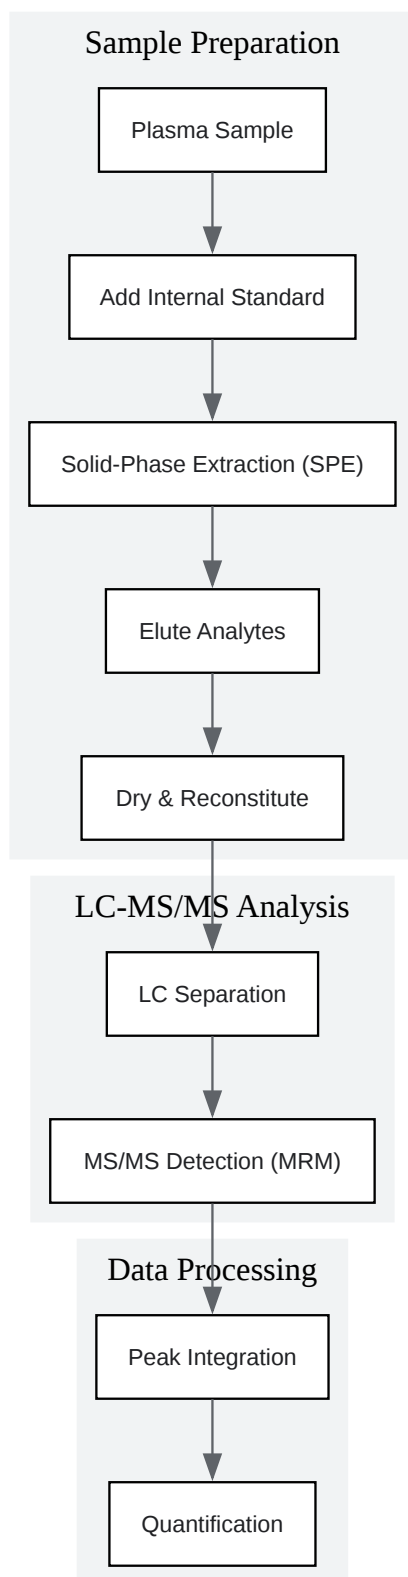 Sample Preparation
Plasma Sample
Add Internal Standard
Solid-Phase Extraction (SPE)
Elute Analytes
Dry & Reconstitute
LC-MS/MS Analysis
LC Separation
MS/MS Detection (MRM)
Data Processing
Peak Integration
Quantification